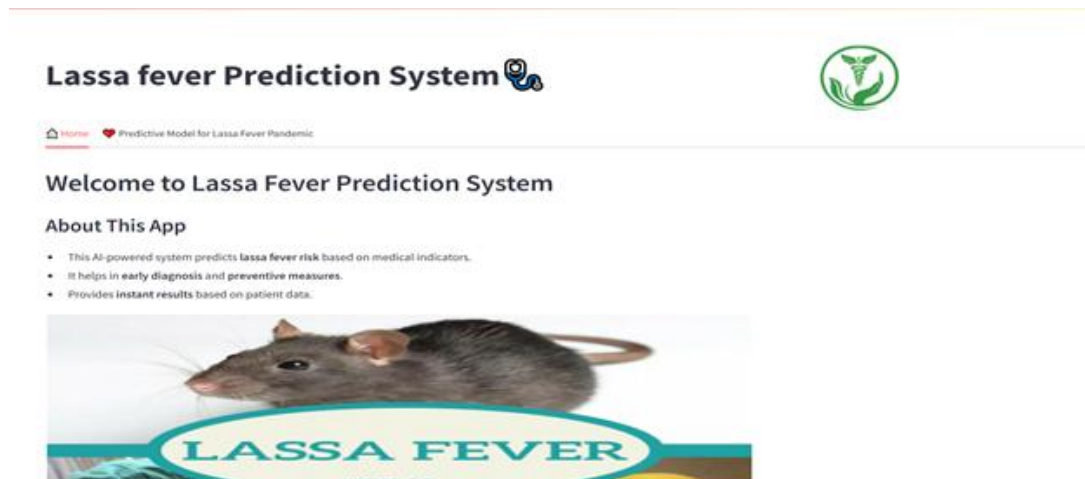 Lassa fever Prediction System
Home Predictive Model for Lassa Fever Pandemic
Welcome to Lassa Fever Prediction System
About This App
This AI-powered system predicts lassa fever risk based on medical indicators.
It helps in early diagnosis and preventive measures.
Provides instant results based on patient data.
LASSA FEVER